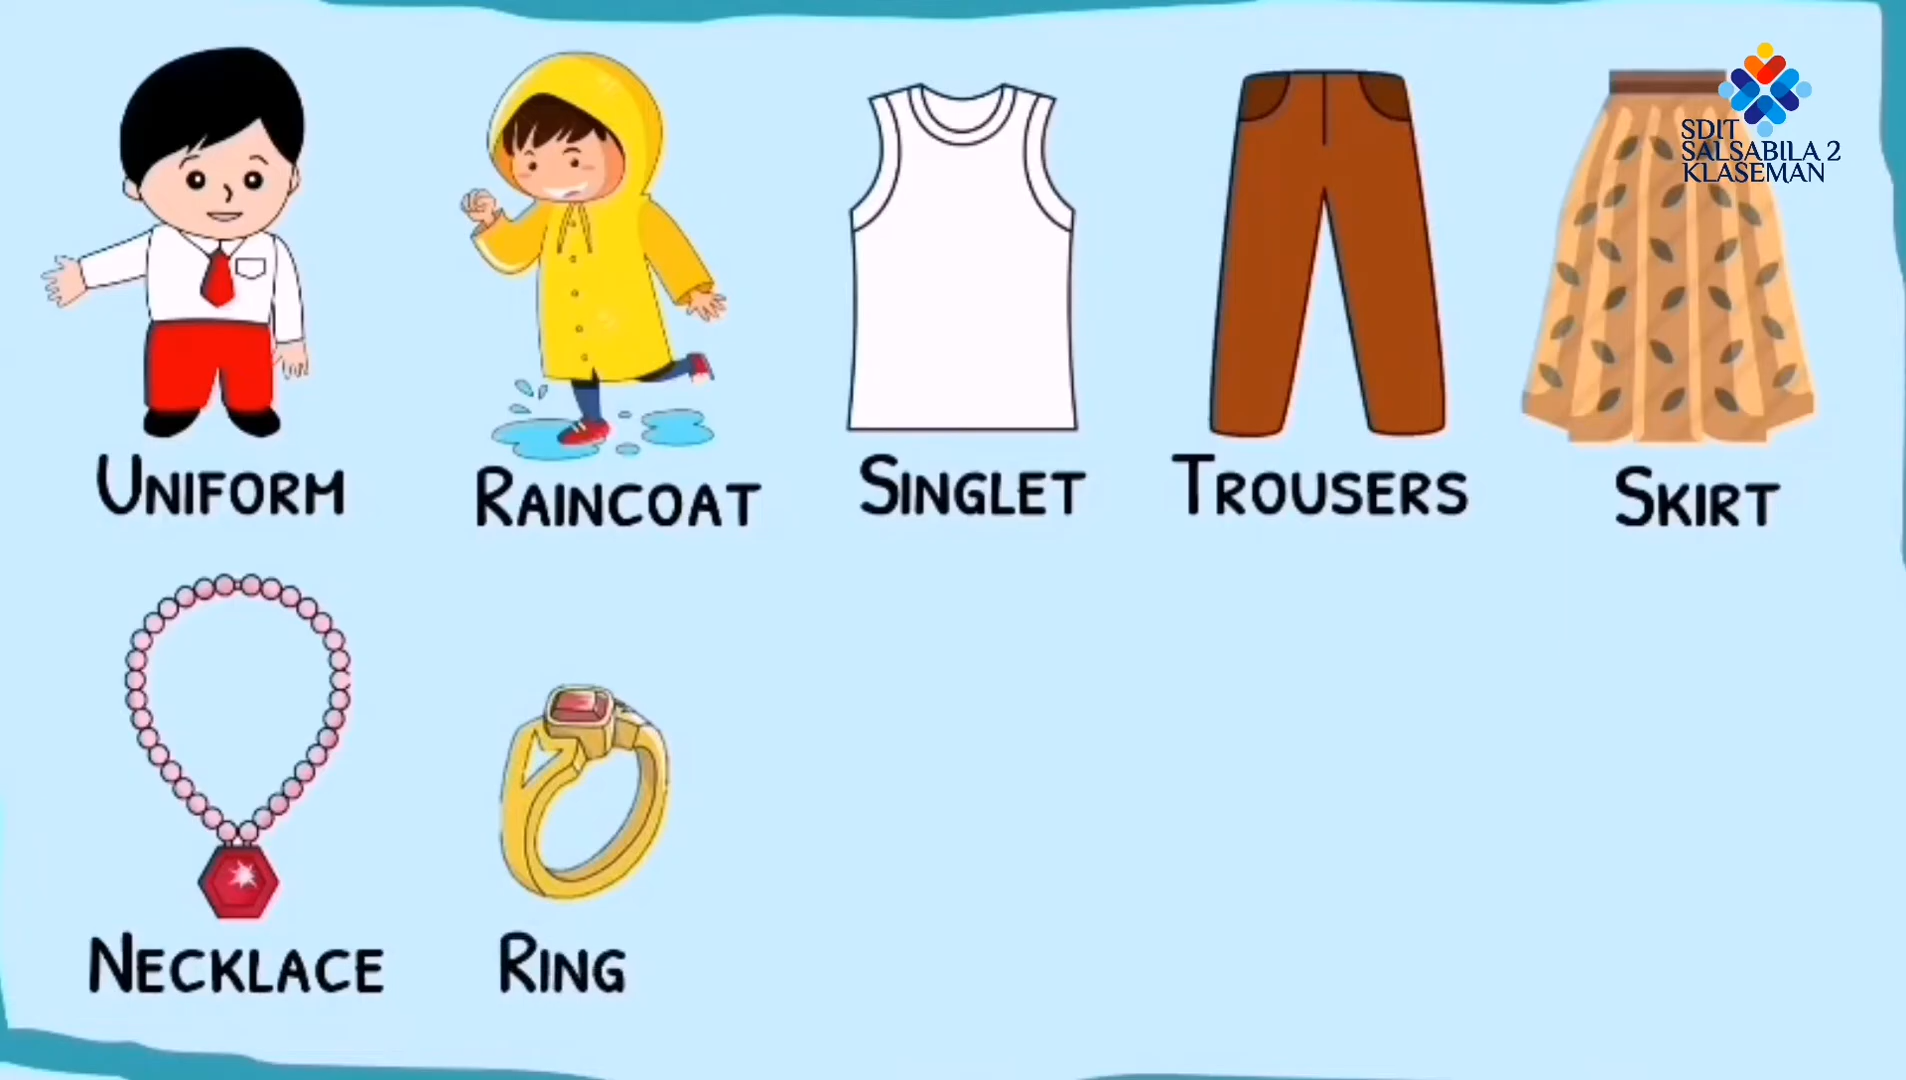 SDIT
SALSABILA 2
KLASEMAN
UNIFORM
RAINCOAT
SINGLET
TROUSERS
SKIRT
NECKLACE
RING